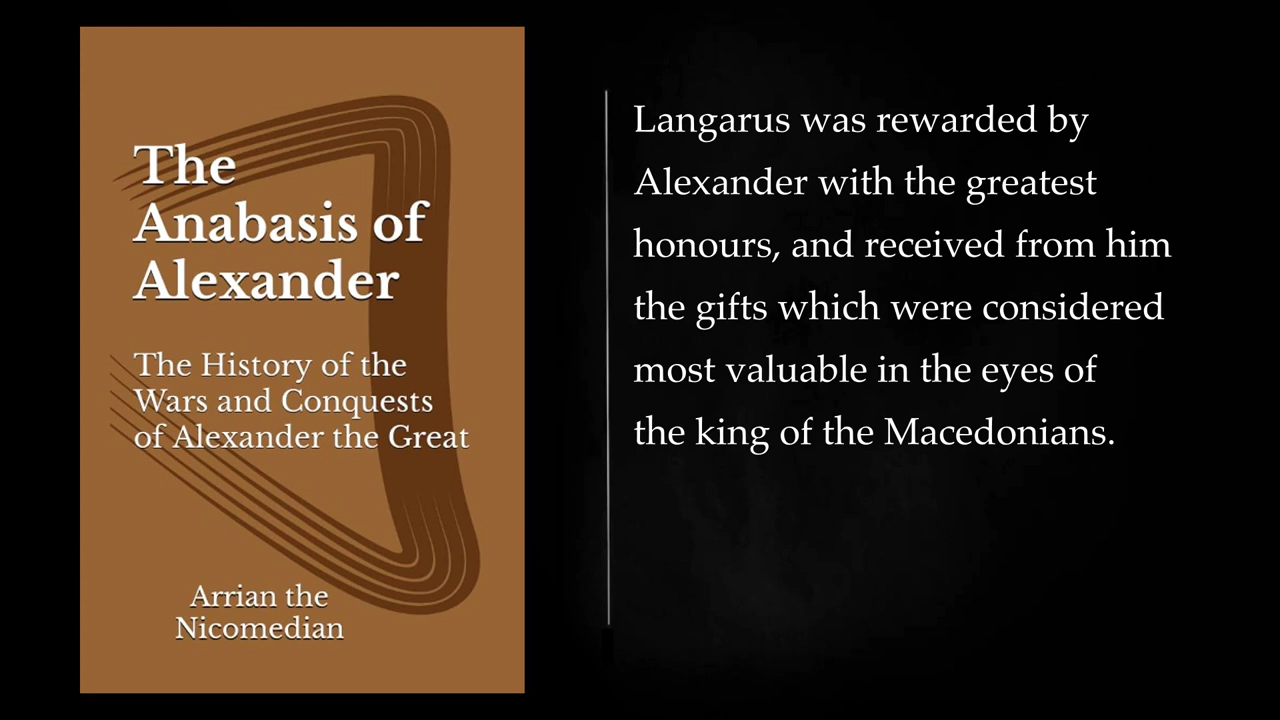 The
Anabasis of
Alexander
The History of the
Wars and Conquests
of Alexander the Great
Arrian the
Nicomedian
Langarus was rewarded by
Alexander with the greatest
honours, and received from him
the gifts which were considered
most valuable in the eyes of
the king of the Macedonians.